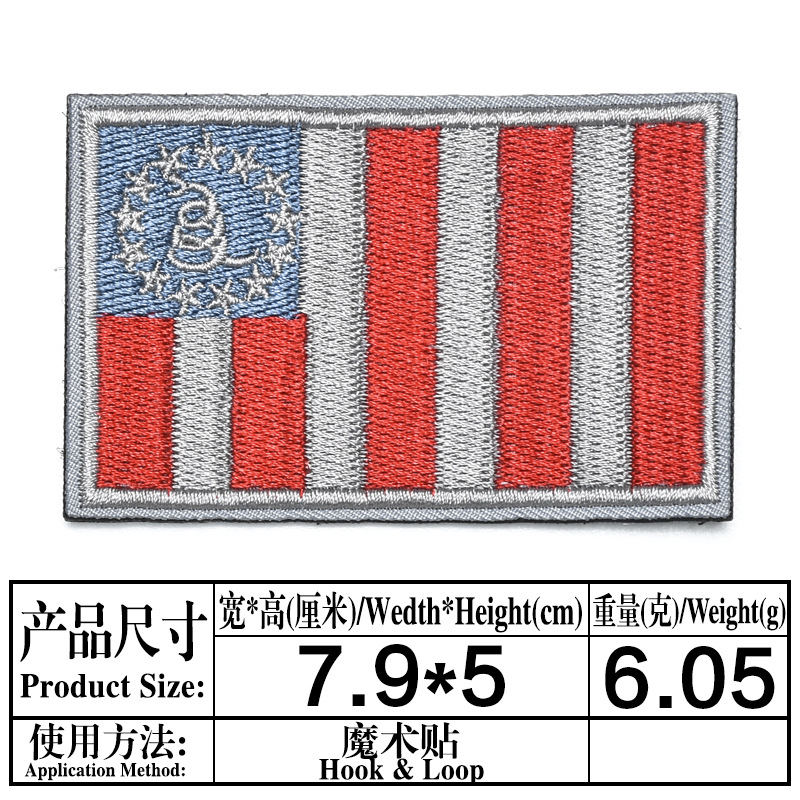 产品尺寸
Product Size:
宽*高(厘米)/Wedth*Height(cm)
7.9*5
重量(克)/Weight(g)
6.05
使用方法:
Application Method:
魔术贴
Hook & Loop